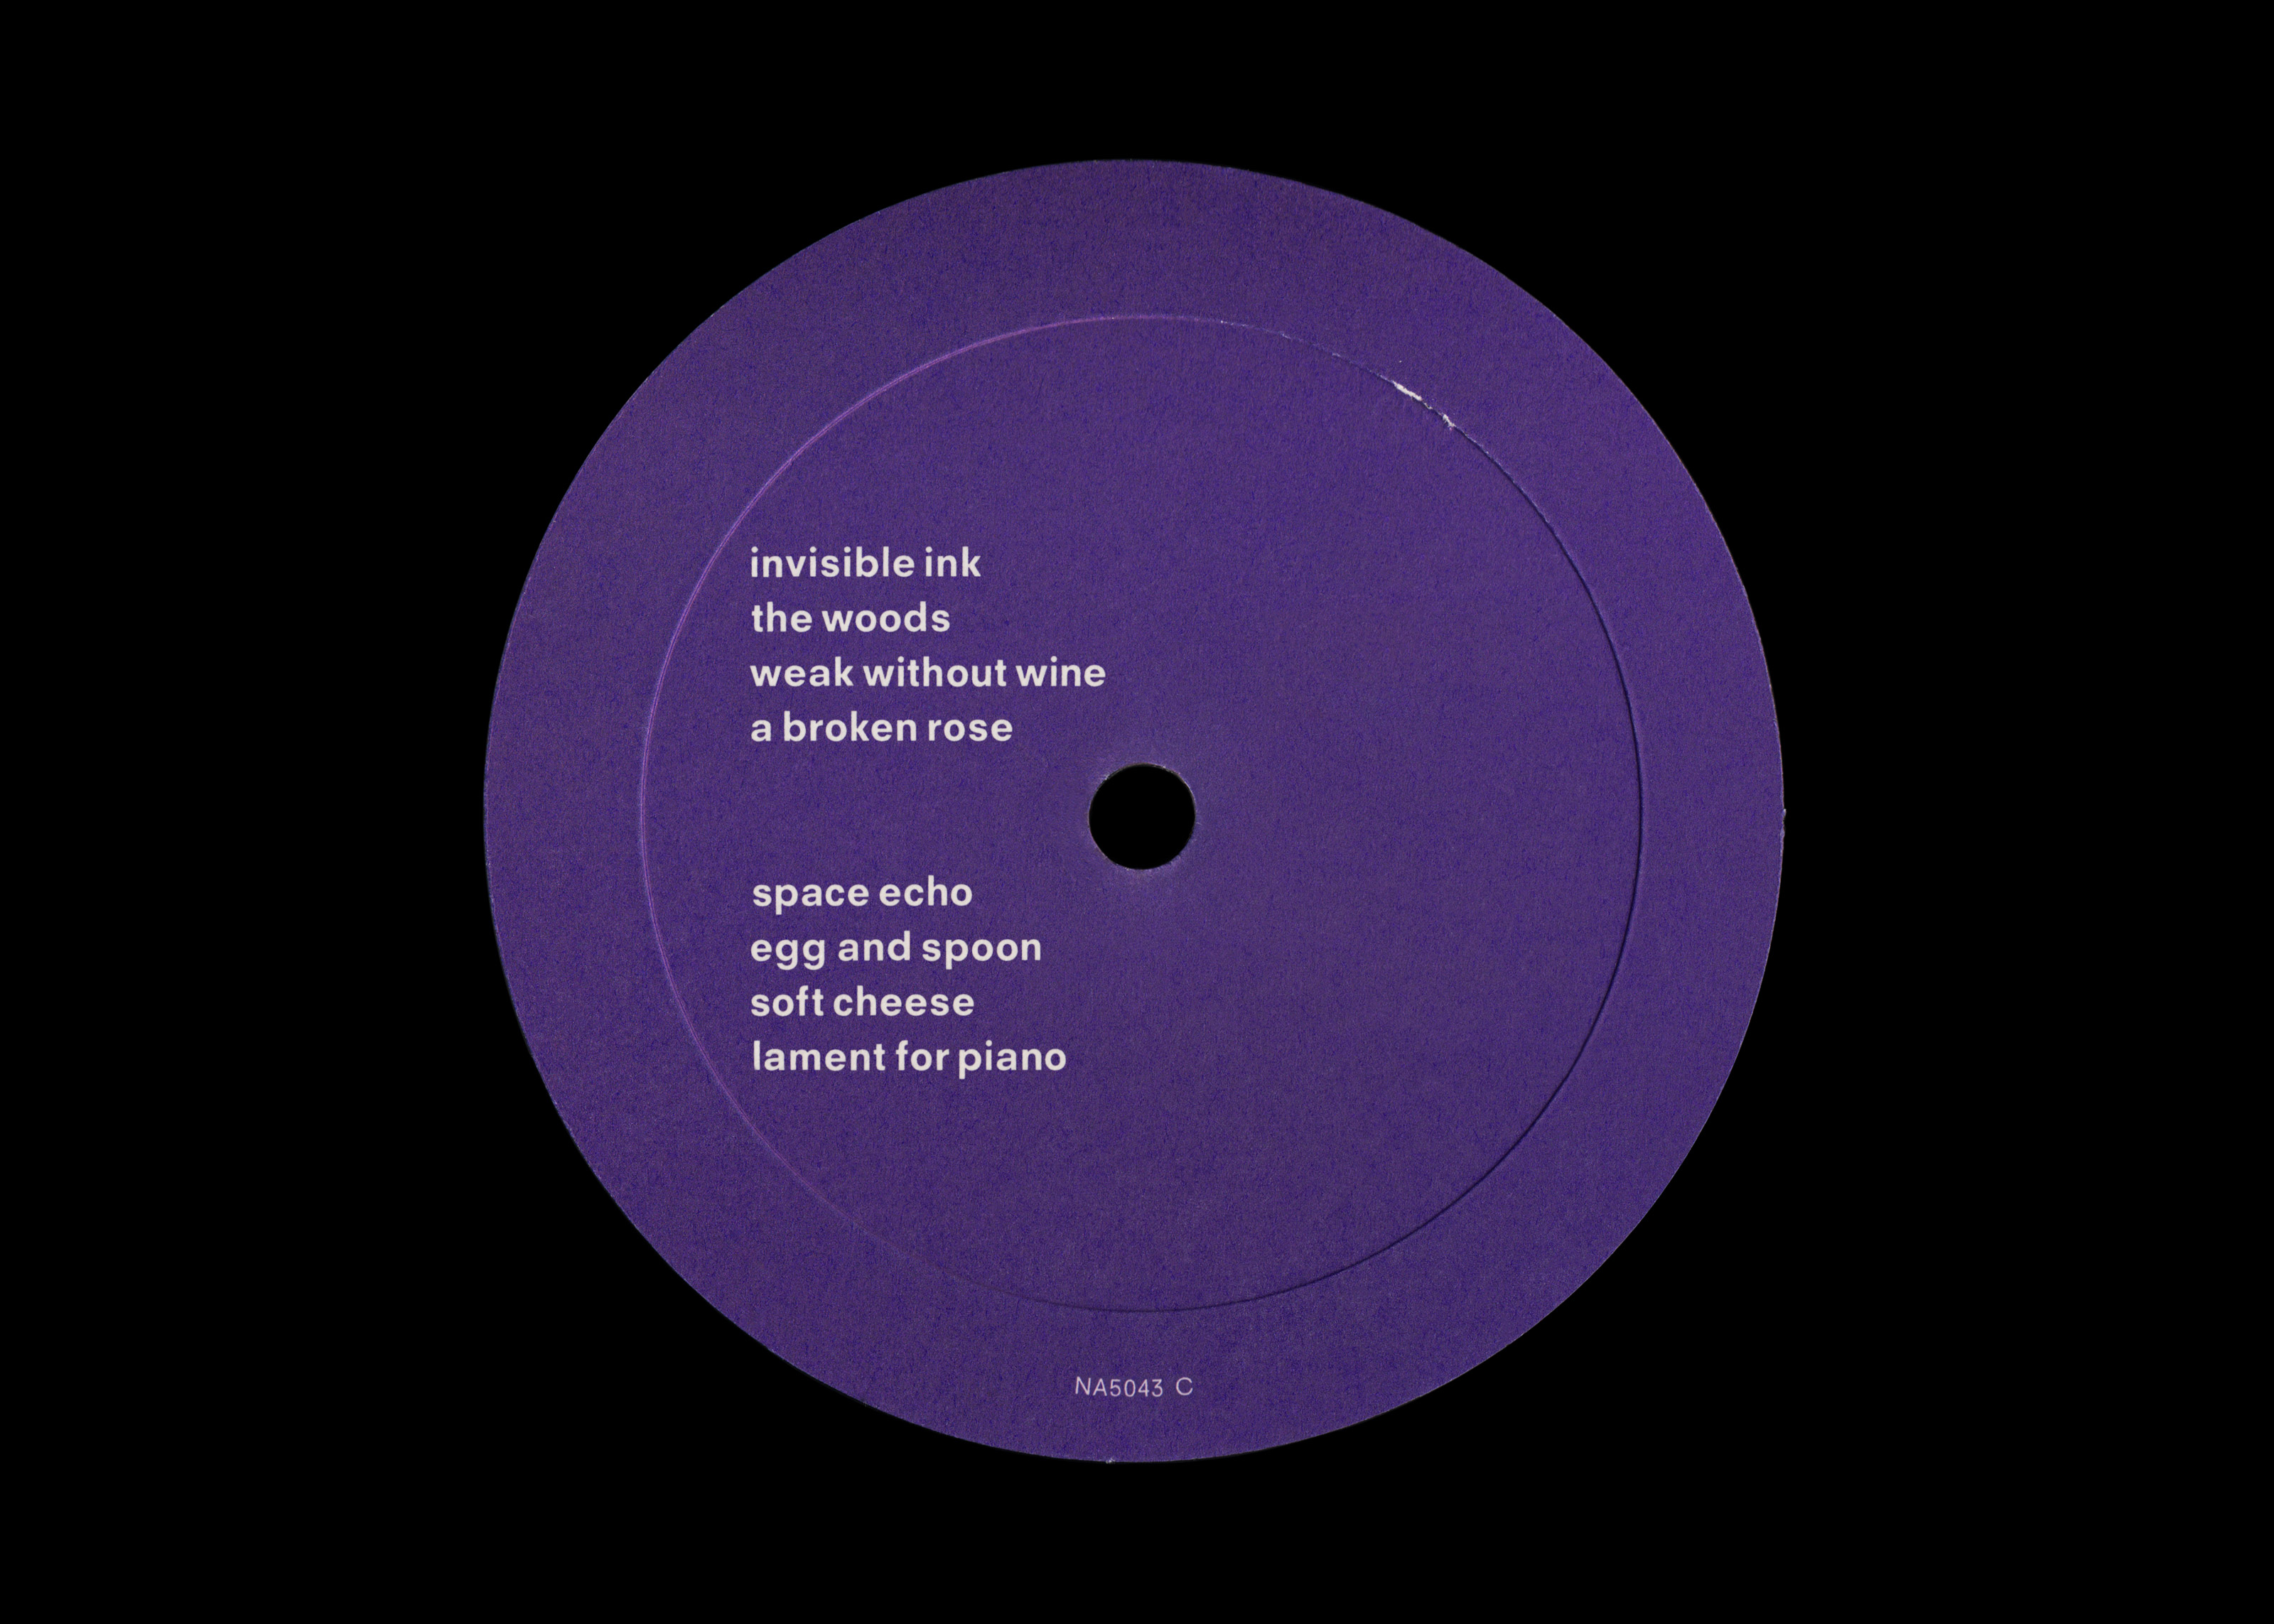 invisible ink
the woods
weak without wine
a broken rose
space echo
egg and spoon
soft cheese
lament for piano
NA5043 C